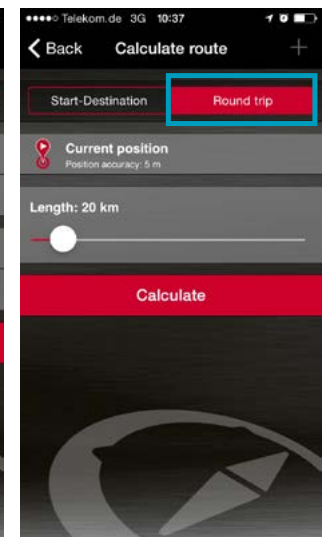 Telekom.de 3G 10:37
Back Calculate route
Start-Destination Round trip
Current position
Position accuracy: 5 m
Length: 20 km
Calculate